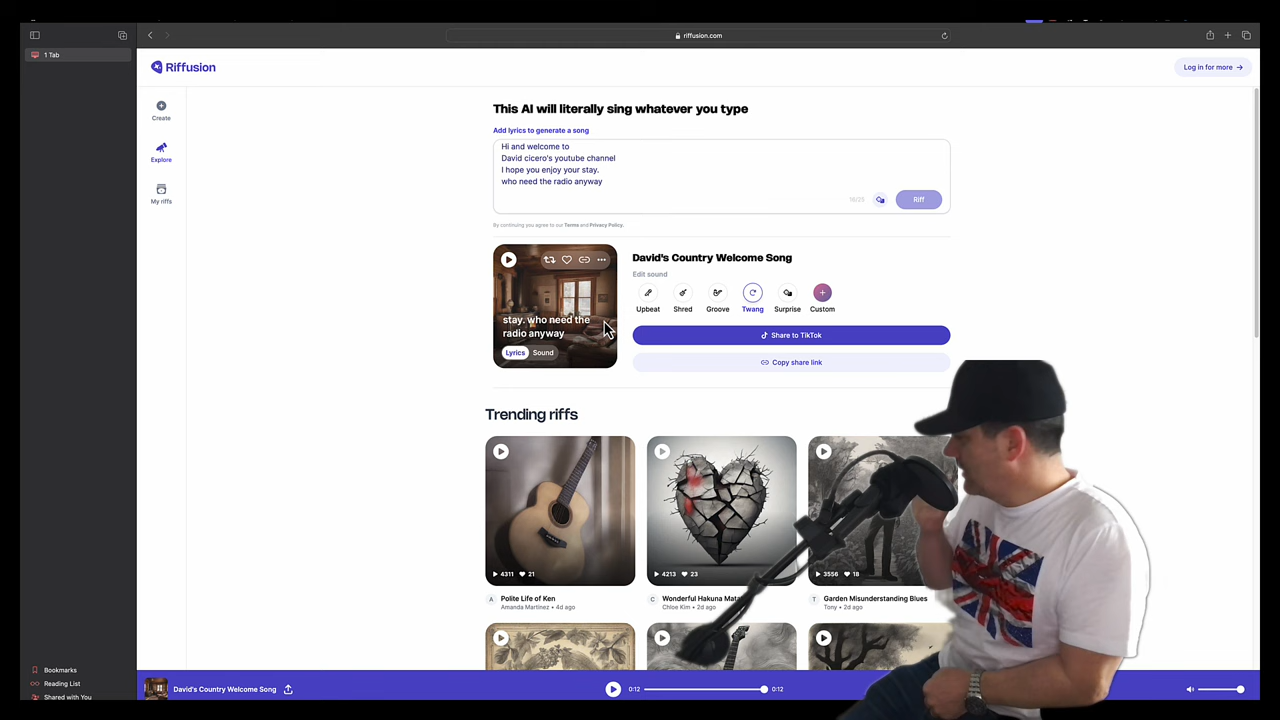 1 Tab
riffusion.com
Riffusion
Log in for more →
Create
Explore
My riffs
This AI will literally sing whatever you type
Add lyrics to generate a song
Hi and welcome to
David cicero's youtube channel
I hope you enjoy your stay.
who need the radio anyway
Riff
By continuing you agree to our Terms and Privacy Policy.
stay. who need the
radio anyway
Lyrics Sound
David's Country Welcome Song
Edit sound
Upbeat Shred Groove Twang Surprise Custom
Share to TikTok
Copy share link
Trending riffs
4311 21
4213 23
3556 18
A Polite Life of Ken
Amanda Martinez • 4d ago
C Wonderful Hakuna
Chloe Kim • 2d ago
T Garden Misunderstanding Blues
Tony • 2d ago
Bookmarks
Reading List
Shared with You
David's Country Welcome Song
0:12 0:12